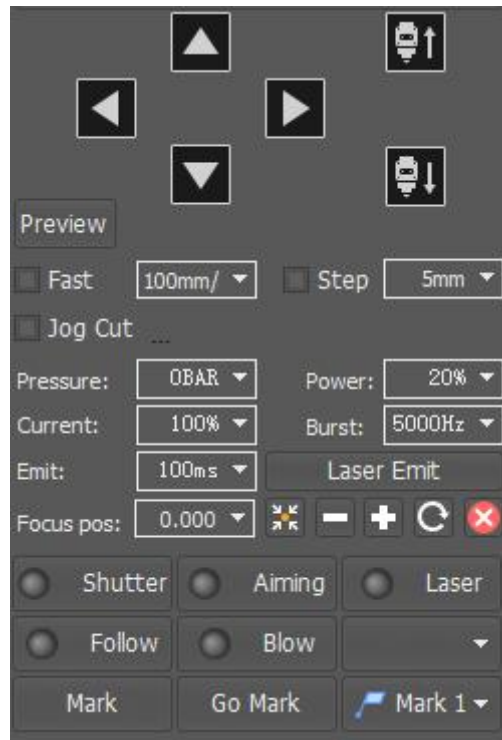 Preview
Fast 100mm/ Step 5mm
Jog Cut ...
Pressure: 0BAR Power: 20%
Current: 100% Burst: 5000Hz
Emit: 100ms Laser Emit
Focus pos: 0.000
Shutter Aiming Laser
Follow Blow
Mark Go Mark Mark 1